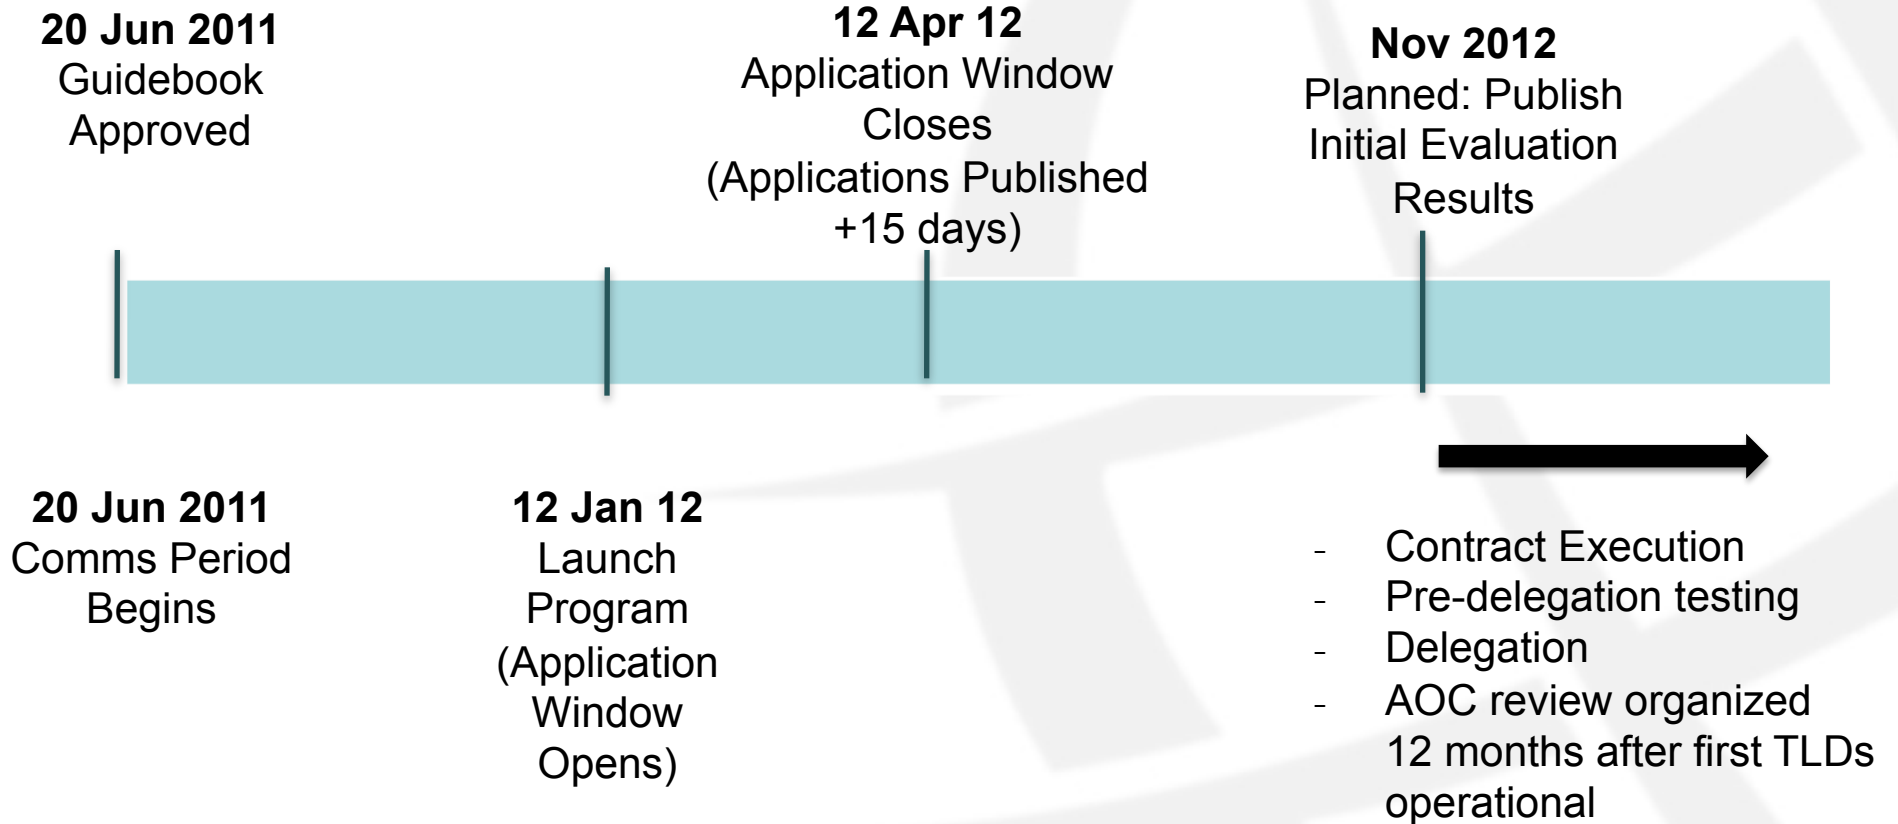 20 Jun 2011
Guidebook
Approved
12 Apr 12
Application Window
Closes
(Applications Published
+15 days)
Nov 2012
Planned: Publish
Initial Evaluation
Results
20 Jun 2011
Comms Period
Begins
12 Jan 12
Launch
Program
(Application
Window
Opens)
- Contract Execution
- Pre-delegation testing
- Delegation
- AOC review organized
12 months after first TLDs
operational